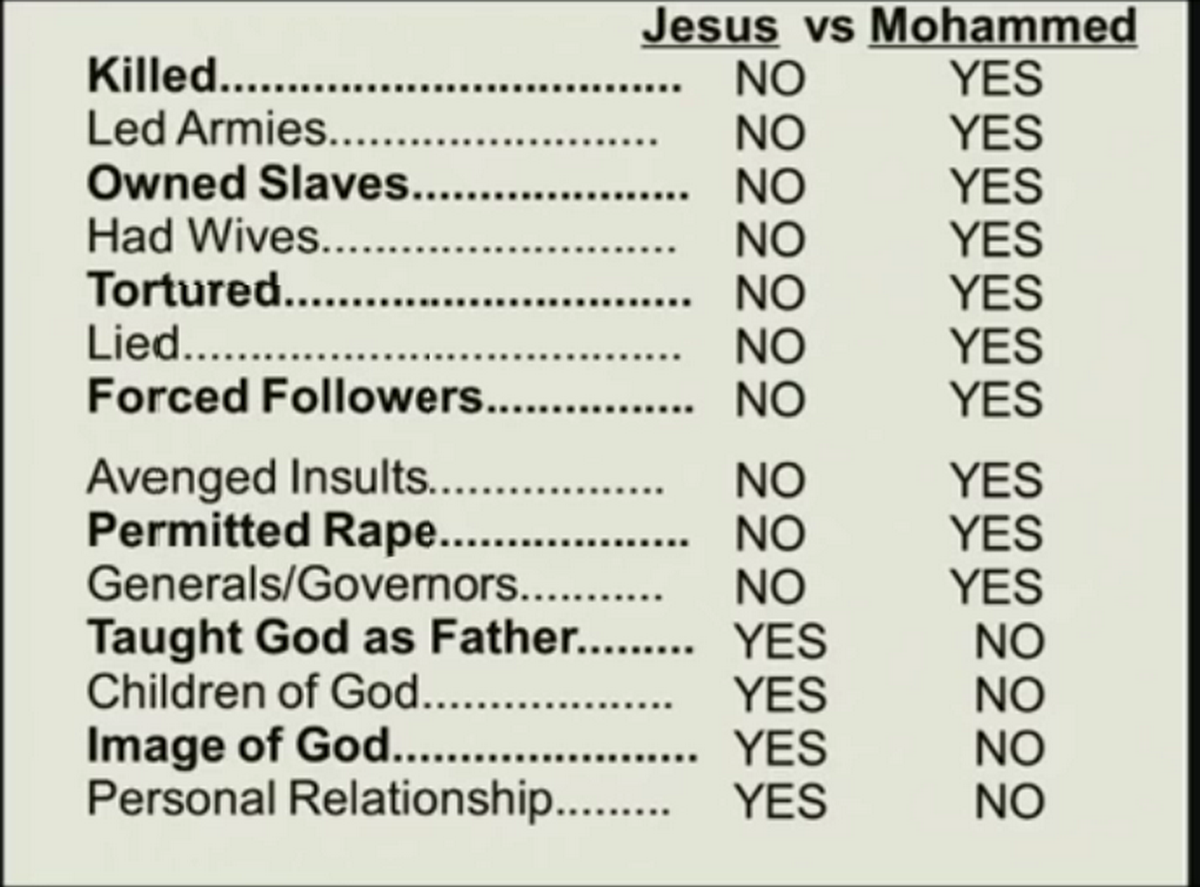 Jesus vs Mohammed
Killed.................................. NO YES
Led Armies........................ NO YES
Owned Slaves..................... NO YES
Had Wives.......................... NO YES
Tortured.............................. NO YES
Lied..................................... NO YES
Forced Followers................ NO YES
Avenged Insults.................. NO YES
Permitted Rape................... NO YES
Generals/Governors........... NO YES
Taught God as Father......... YES NO
Children of God................... YES NO
Image of God....................... YES NO
Personal Relationship......... YES NO